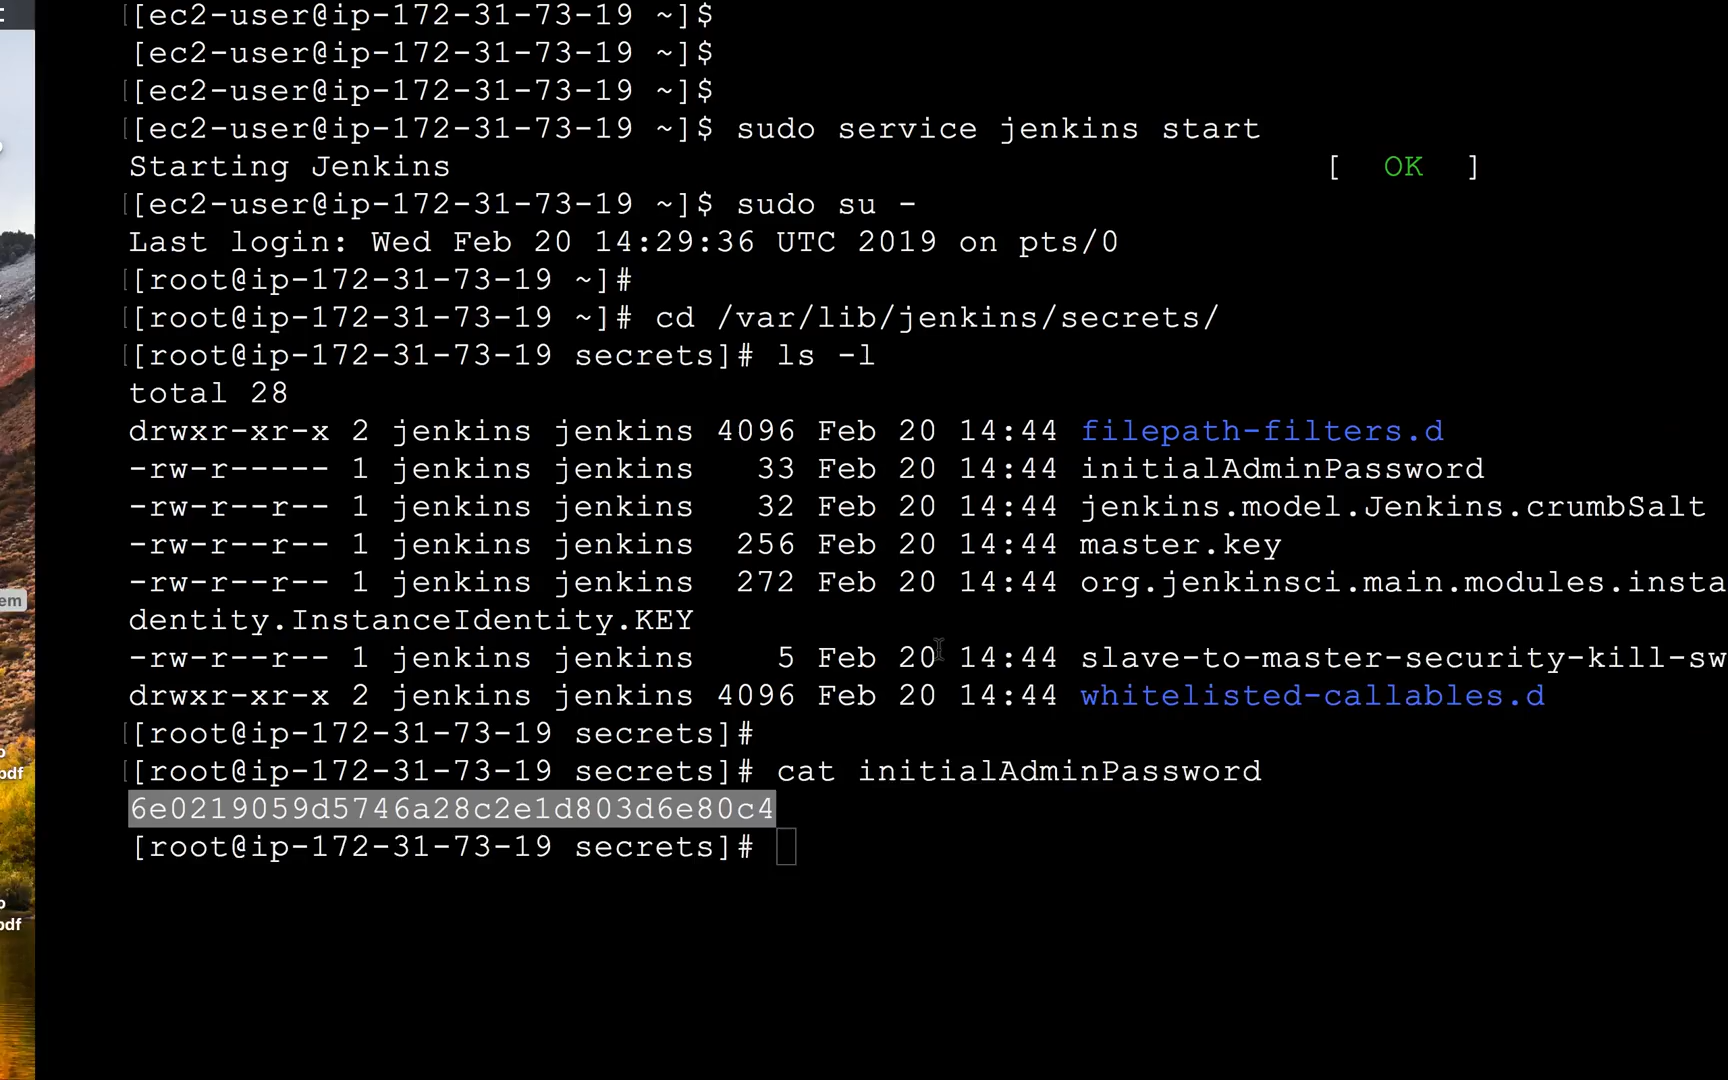 [[ec2-user@ip-172-31-73-19 ~]$
[ec2-user@ip-172-31-73-19 ~]$
[[ec2-user@ip-172-31-73-19 ~]$
[[ec2-user@ip-172-31-73-19 ~]$ sudo service jenkins start
Starting Jenkins [ OK ]
[[ec2-user@ip-172-31-73-19 ~]$ sudo su -
Last login: Wed Feb 20 14:29:36 UTC 2019 on pts/0
[[root@ip-172-31-73-19 ~]#
[[root@ip-172-31-73-19 ~]# cd /var/lib/jenkins/secrets/
[[root@ip-172-31-73-19 secrets]# ls -l
total 28
drwxr-xr-x 2 jenkins jenkins 4096 Feb 20 14:44 filepath-filters.d
-rw-r----- 1 jenkins jenkins 33 Feb 20 14:44 initialAdminPassword
-rw-r--r-- 1 jenkins jenkins 32 Feb 20 14:44 jenkins.model.Jenkins.crumbSalt
-rw-r--r-- 1 jenkins jenkins 256 Feb 20 14:44 master.key
-rw-r--r-- 1 jenkins jenkins 272 Feb 20 14:44 org.jenkinsci.main.modules.insta
dentity.InstanceIdentity.KEY
-rw-r--r-- 1 jenkins jenkins 5 Feb 20 14:44 slave-to-master-security-kill-sw
drwxr-xr-x 2 jenkins jenkins 4096 Feb 20 14:44 whitelisted-callables.d
[[root@ip-172-31-73-19 secrets]#
[[root@ip-172-31-73-19 secrets]# cat initialAdminPassword
6e0219059d5746a28c2e1d803d6e80c4
[root@ip-172-31-73-19 secrets]#
em
pdf
pdf